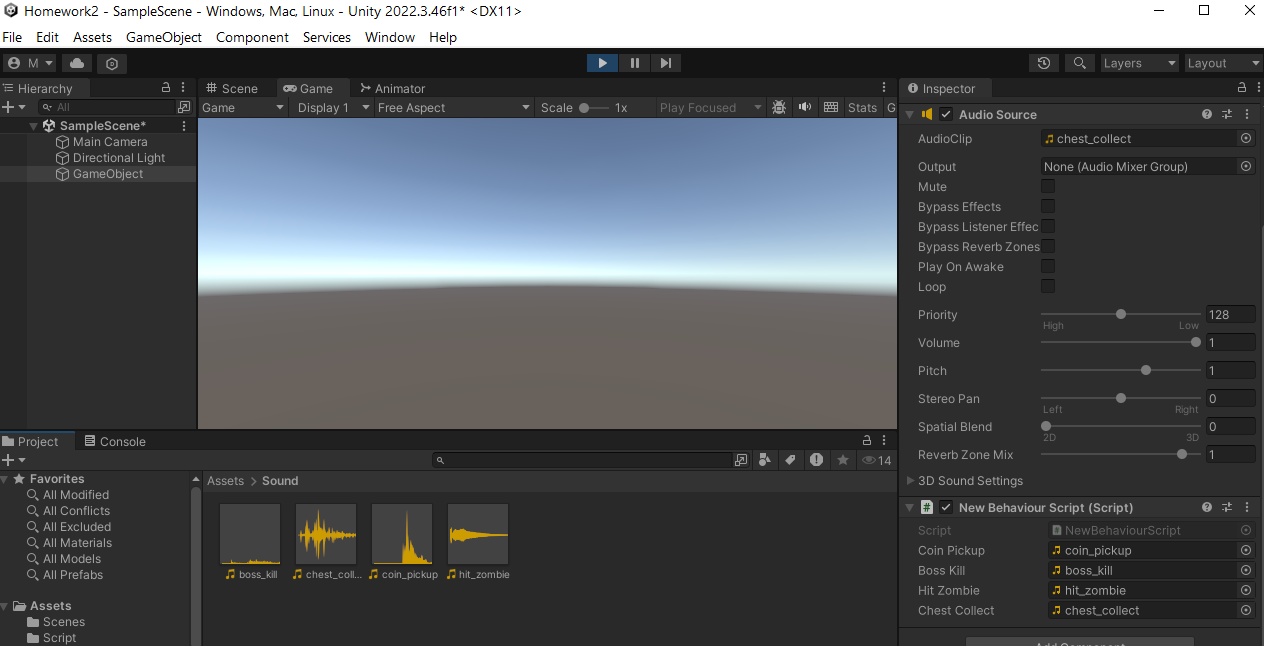 Homework2 - SampleScene - Windows, Mac, Linux - Unity 2022.3.46f1* <DX11>
File Edit Assets GameObject Component Services Window Help
M
Layers
Layout
Hierarchy
All
SampleScene*
Main Camera
Directional Light
GameObject
Scene
Game
Animator
Game
Display 1
Free Aspect
Scale
1x
Play Focused
Stats
G
Inspector
Audio Source
AudioClip
chest_collect
Output
None (Audio Mixer Group)
Mute
Bypass Effects
Bypass Listener Effec
Bypass Reverb Zones
Play On Awake
Loop
Priority
128
High
Low
Volume
1
Pitch
1
Stereo Pan
0
Left
Right
Spatial Blend
0
2D
3D
Reverb Zone Mix
1
3D Sound Settings
New Behaviour Script (Script)
Script
NewBehaviourScript
Coin Pickup
coin_pickup
Boss Kill
boss_kill
Hit Zombie
hit_zombie
Chest Collect
chest_collect
Add Component
Project
Console
14
Favorites
All Modified
All Conflicts
All Excluded
All Materials
All Models
All Prefabs
Assets
Scenes
Script
Assets > Sound
boss_kill
chest_coll...
coin_pickup
hit_zombie